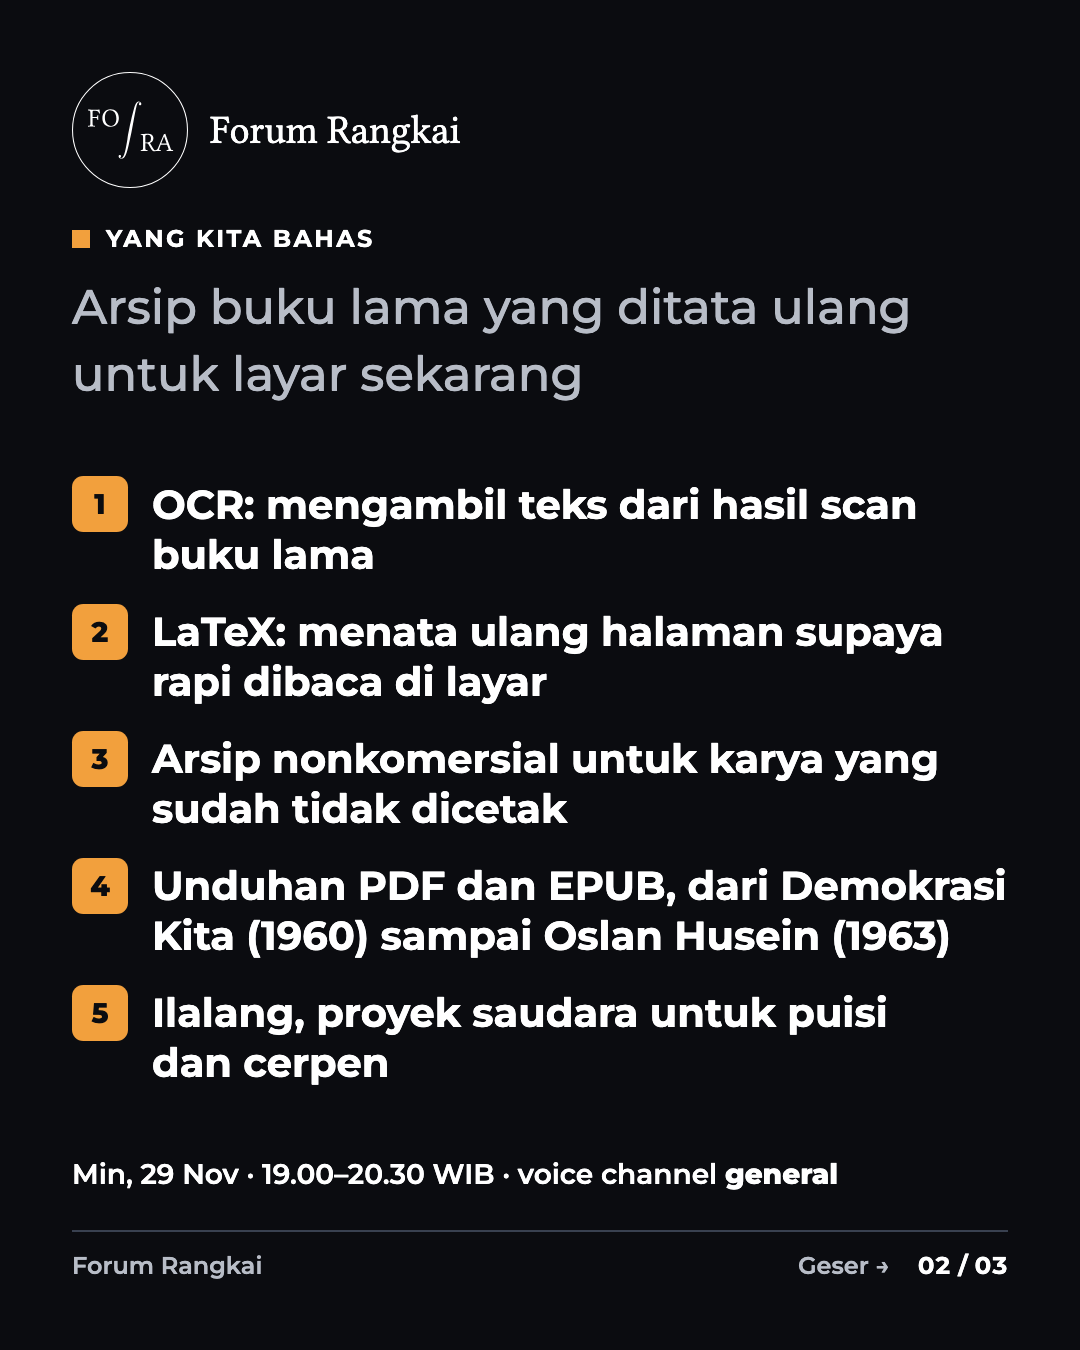 FO∫RA
Forum Rangkai
YANG KITA BAHAS
Arsip buku lama yang ditata ulang
untuk layar sekarang
1 OCR: mengambil teks dari hasil scan
buku lama
2 LaTeX: menata ulang halaman supaya
rapi dibaca di layar
3 Arsip nonkomersial untuk karya yang
sudah tidak dicetak
4 Unduhan PDF dan EPUB, dari Demokrasi
Kita (1960) sampai Oslan Husein (1963)
5 Ilalang, proyek saudara untuk puisi
dan cerpen
Min, 29 Nov · 19.00–20.30 WIB · voice channel general
Forum Rangkai
Geser → 02 / 03